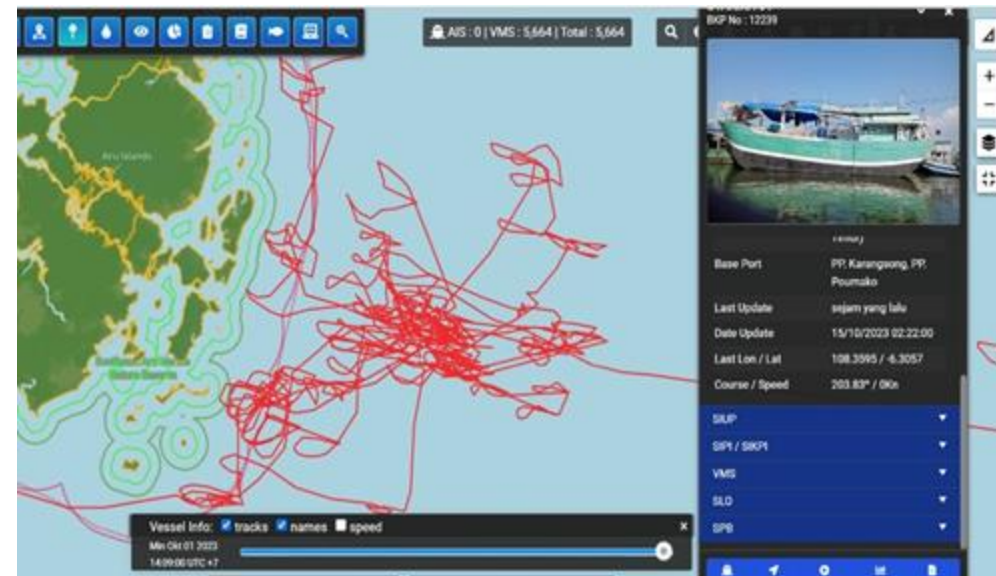 AIS : 0 | VMS : 5,664 | Total : 5,664
BKP No : 12239
Aru Islands
Base Port PP. Karangsong, PP. Poumako
Last Update sejam yang lalu
Date Update 15/10/2023 02:22:00
Last Lon / Lat 108.3595 / -6.3057
Course / Speed 203.83° / 0Kn
SIUP
SIPI / SIKPI
VMS
SLO
SPB
Vessel Info: tracks names speed
Min Okt 01 2023
14:09:00 UTC +7